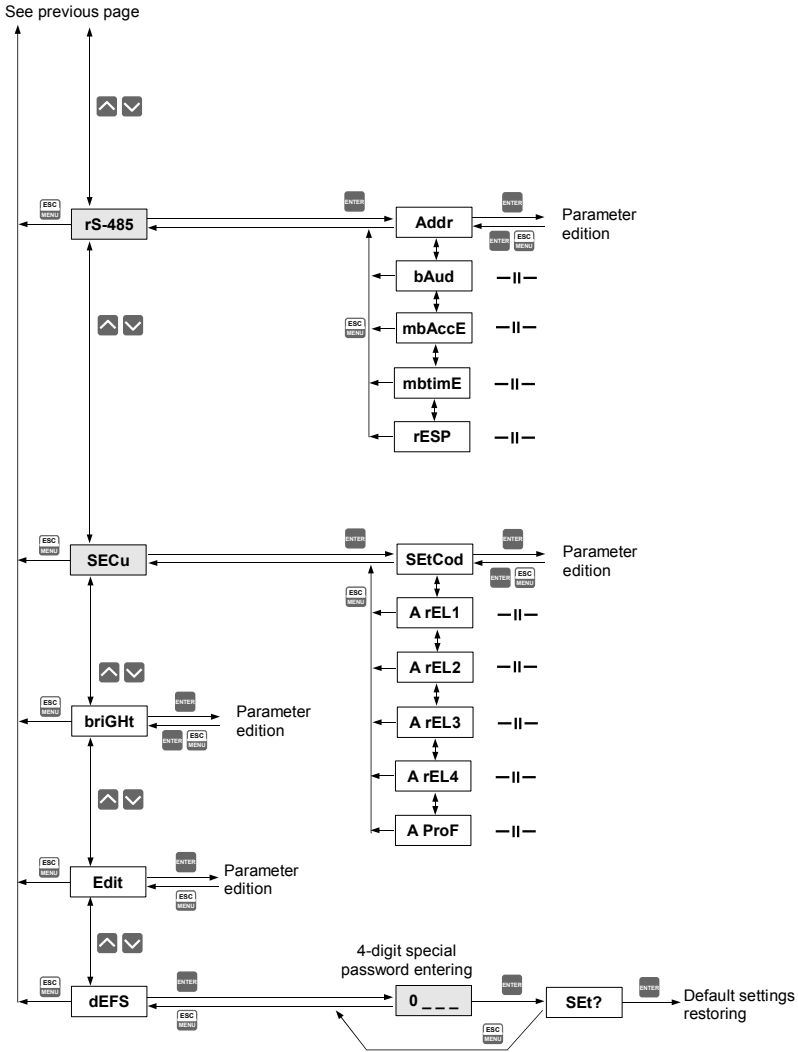 See previous page
ESC
MENU
ENTER
ENTER
rS-485
Addr
Parameter
edition
ENTER
ESC
MENU
bAud
—II—
ESC
MENU
mbAccE
—II—
mbtimE
—II—
rESP
—II—
ESC
MENU
ENTER
ENTER
SECu
SEtCod
Parameter
edition
ENTER
ESC
MENU
ESC
MENU
A rEL1
—II—
A rEL2
—II—
ESC
MENU
ENTER
briGHt
Parameter
edition
ENTER
ESC
MENU
A rEL3
—II—
A rEL4
—II—
A ProF
—II—
ESC
MENU
ENTER
Edit
Parameter
edition
ESC
MENU
4-digit special
password entering
ESC
MENU
ENTER
ENTER
ENTER
dEFS
0 _ _ _
SEt?
Default settings
restoring
ESC
MENU
ESC
MENU